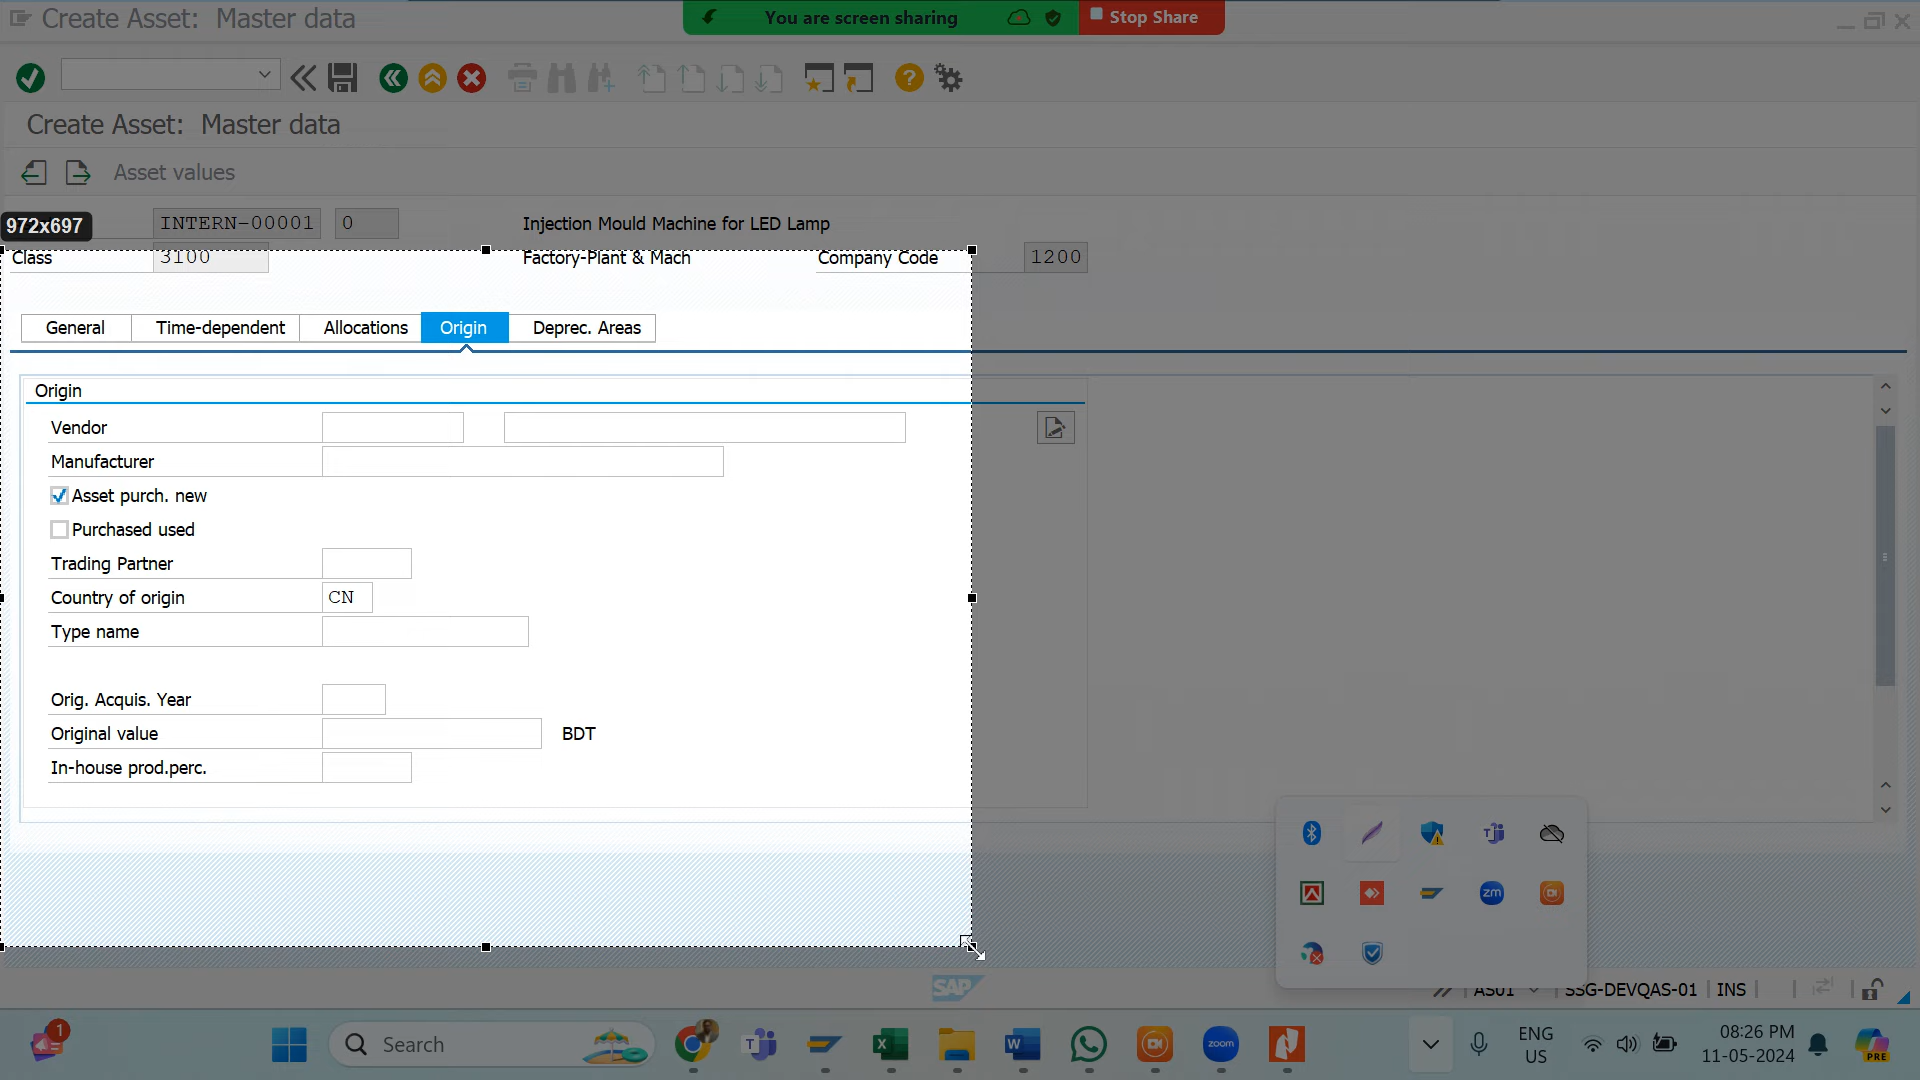 Create Asset: Master data
You are screen sharing
Stop Share
Create Asset: Master data
Asset values
972x697
INTERN-00001 0 Injection Mould Machine for LED Lamp
Class 3100 Factory-Plant & Mach Company Code 1200
General Time-dependent Allocations Origin Deprec. Areas
Origin
Vendor
Manufacturer
Asset purch. new
Purchased used
Trading Partner
Country of origin CN
Type name
Orig. Acquis. Year
Original value BDT
In-house prod.perc.
zm
SAP
AS01 SSG-DEVQAS-01 INS
1
Search
zoom
ENG
US
08:26 PM
11-05-2024
PRE